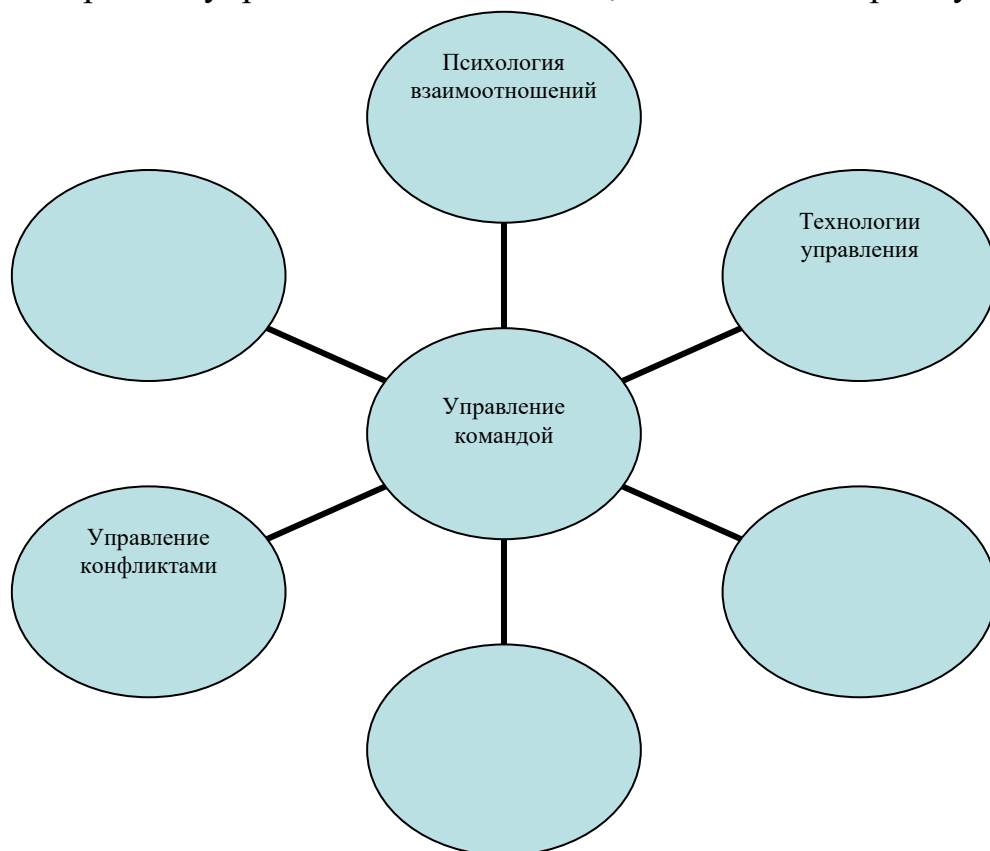 Психология
взаимоотношений
Технологии
управления
Управление
командой
Управление
конфликтами